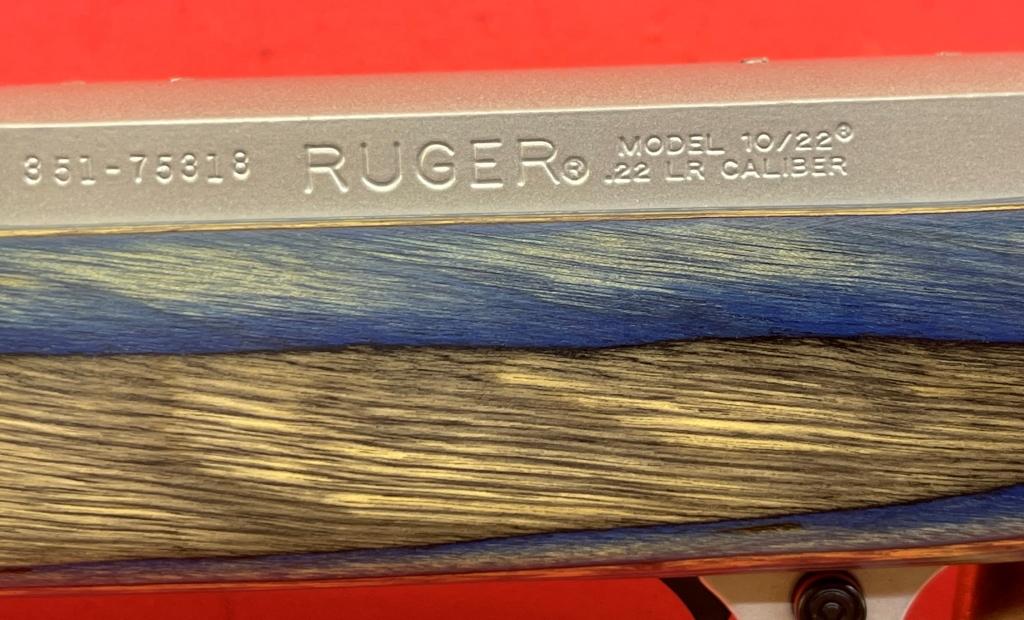 351-75318 RUGER® MODEL 10/22®
.22 LR CALIBER